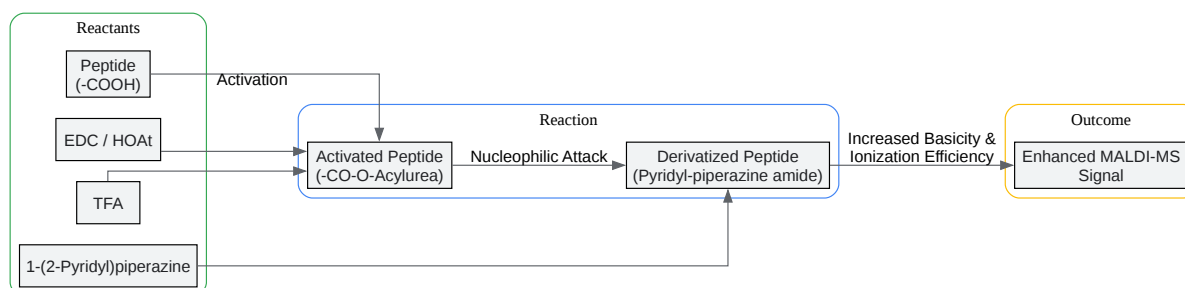 Reactants
Peptide
(-COOH)
Activation
EDC / HOAt
TFA
1-(2-Pyridyl)piperazine
Reaction
Activated Peptide
(-CO-O-Acylurea)
Nucleophilic Attack
Derivatized Peptide
(Pyridyl-piperazine amide)
Increased Basicity &
Ionization Efficiency
Outcome
Enhanced MALDI-MS
Signal